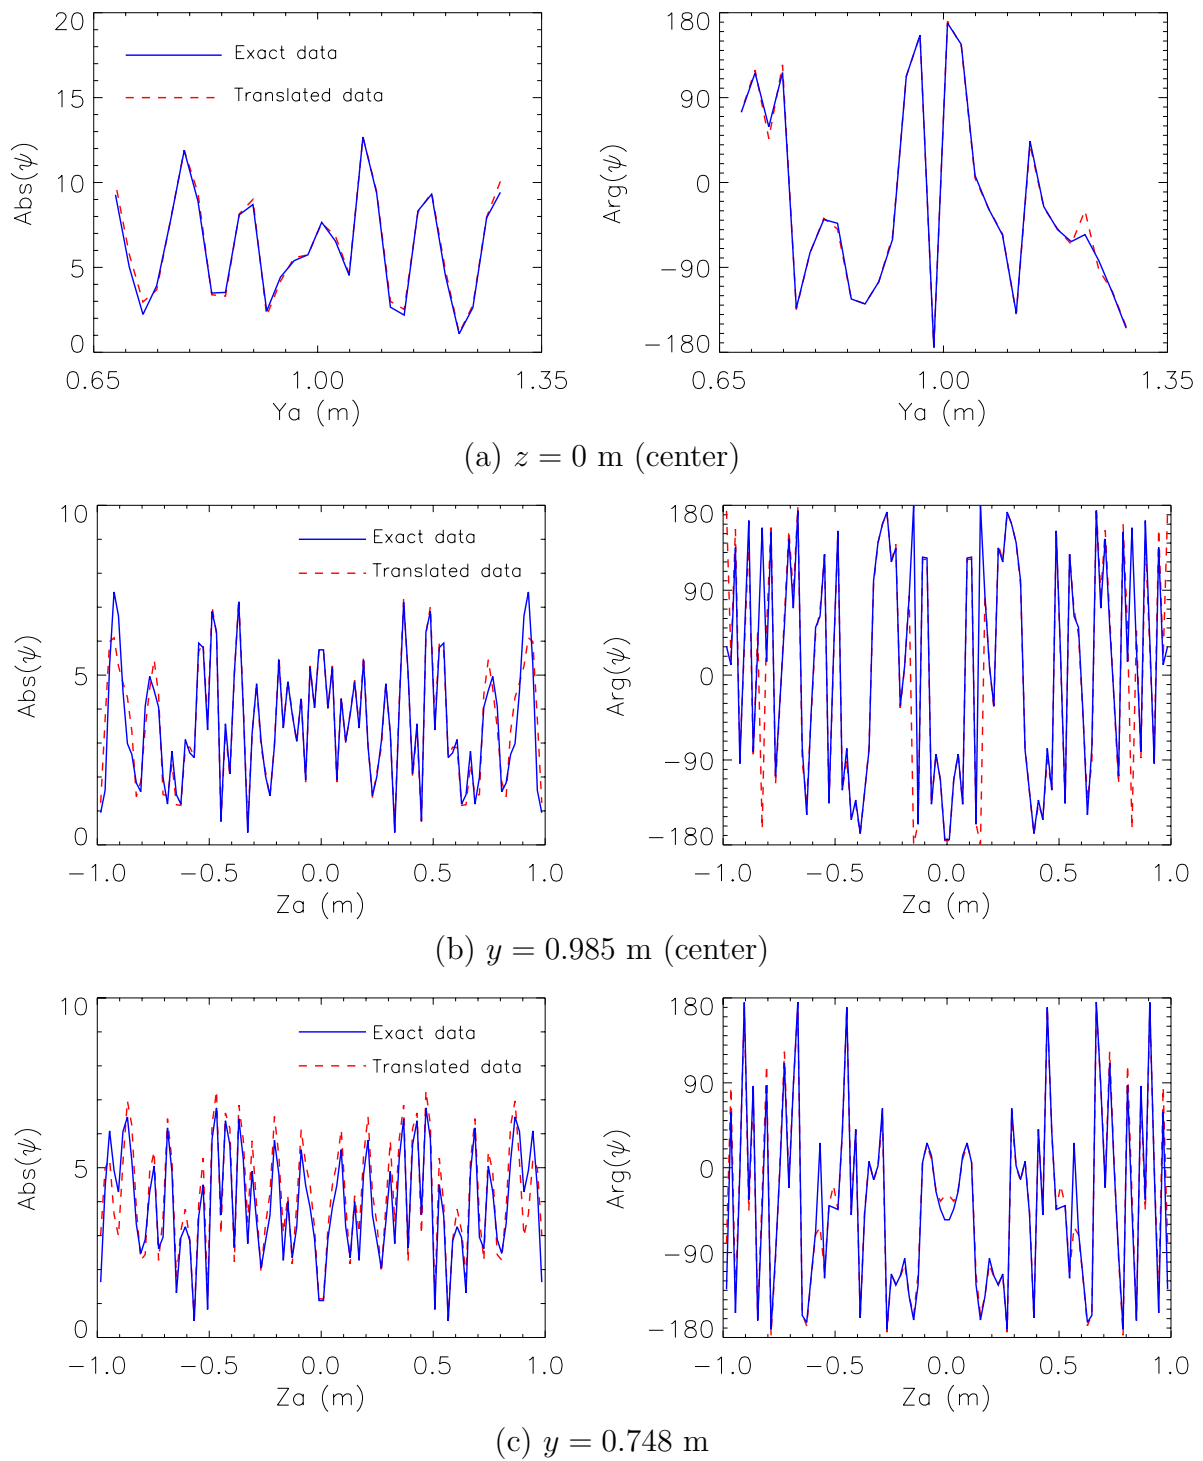 20
15
10
5
0
Abs(ψ)
Exact data
Translated data
0.65
1.00
1.35
Ya (m)
180
90
0
−90
−180
Arg(ψ)
0.65
1.00
1.35
Ya (m)
(a) z = 0 m (center)
10
5
0
Abs(ψ)
Exact data
Translated data
−1.0
−0.5
0.0
0.5
1.0
Za (m)
180
90
0
−90
−180
Arg(ψ)
−1.0
−0.5
0.0
0.5
1.0
Za (m)
(b) y = 0.985 m (center)
10
5
0
Abs(ψ)
Exact data
Translated data
−1.0
−0.5
0.0
0.5
1.0
Za (m)
180
90
0
−90
−180
Arg(ψ)
−1.0
−0.5
0.0
0.5
1.0
Za (m)
(c) y = 0.748 m